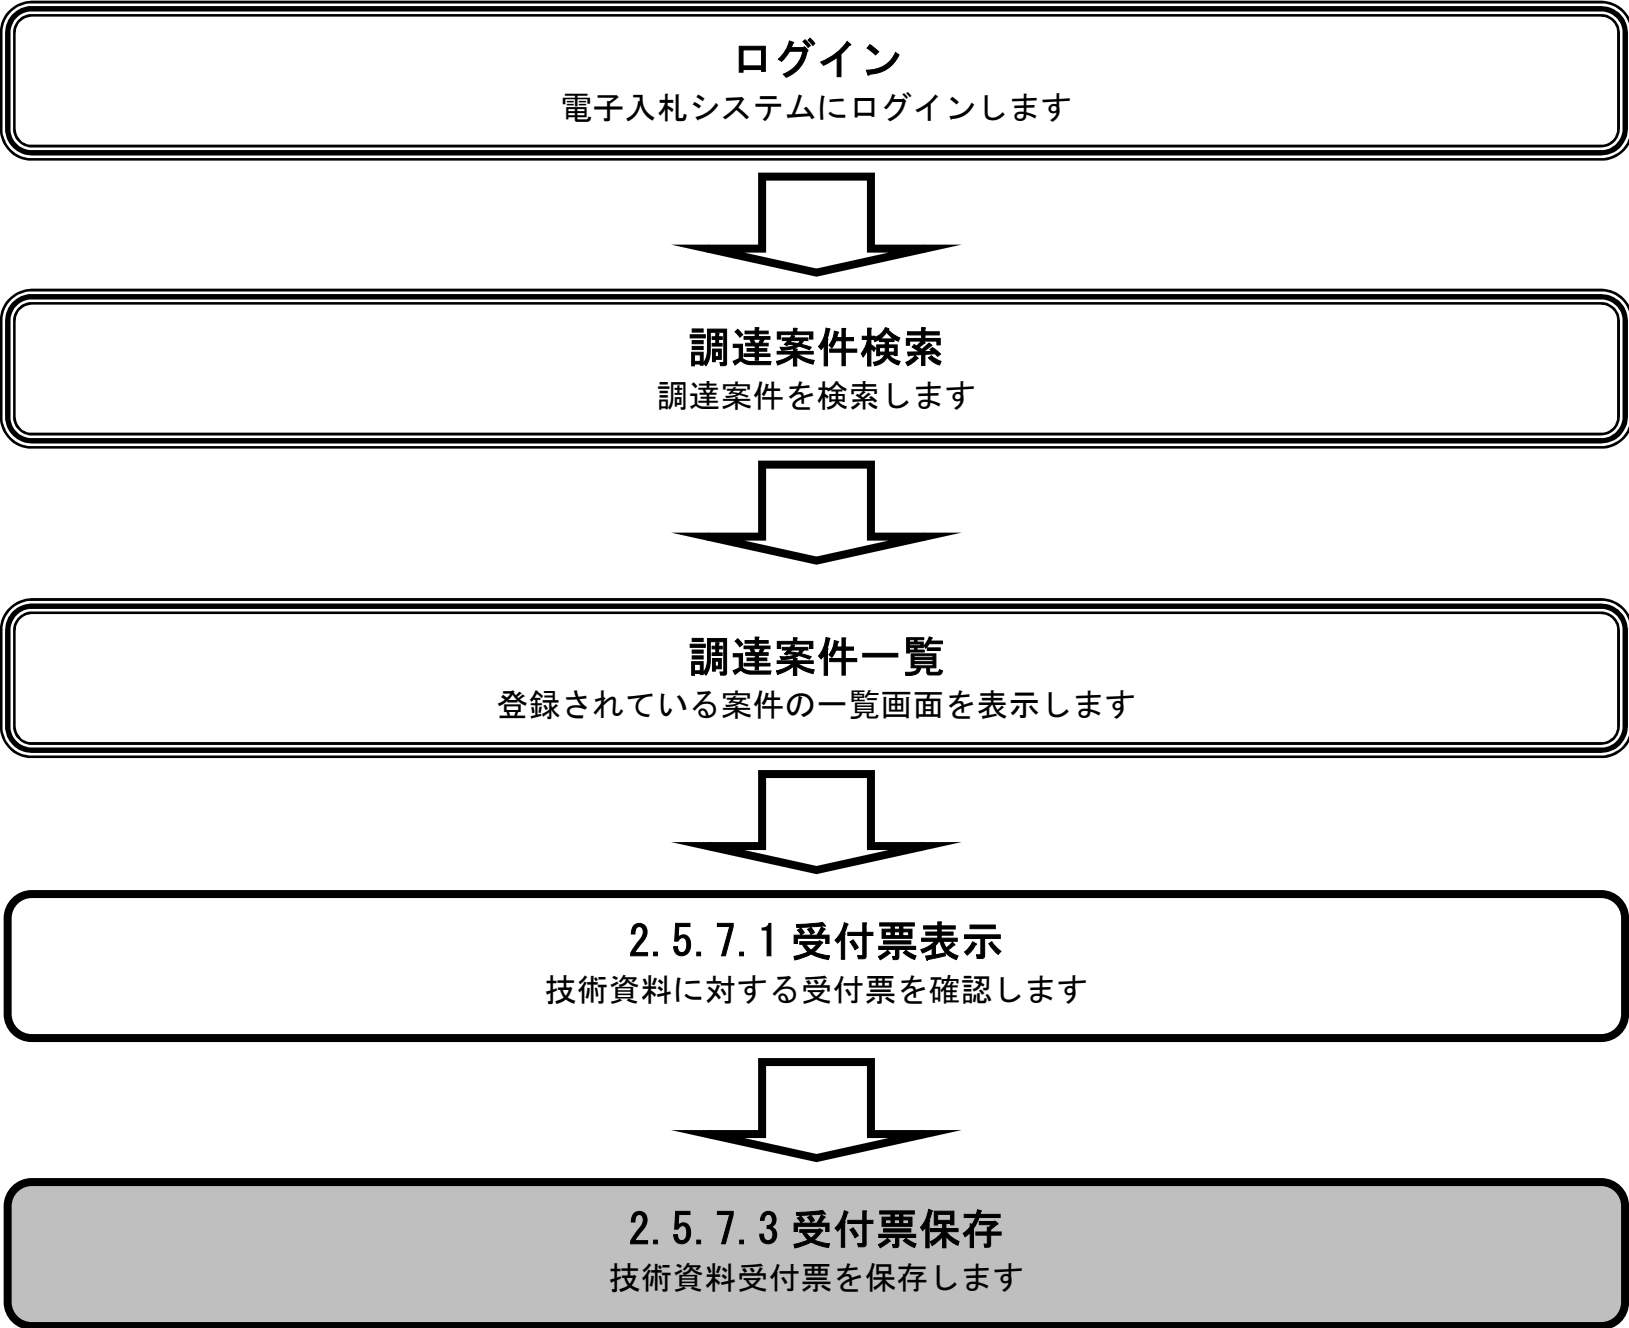 ログイン
電子入札システムにログインします
調達案件検索
調達案件を検索します
調達案件一覧
登録されている案件の一覧画面を表示します
2.5.7.1 受付票表示
技術資料に対する受付票を確認します
2.5.7.3 受付票保存
技術資料受付票を保存します